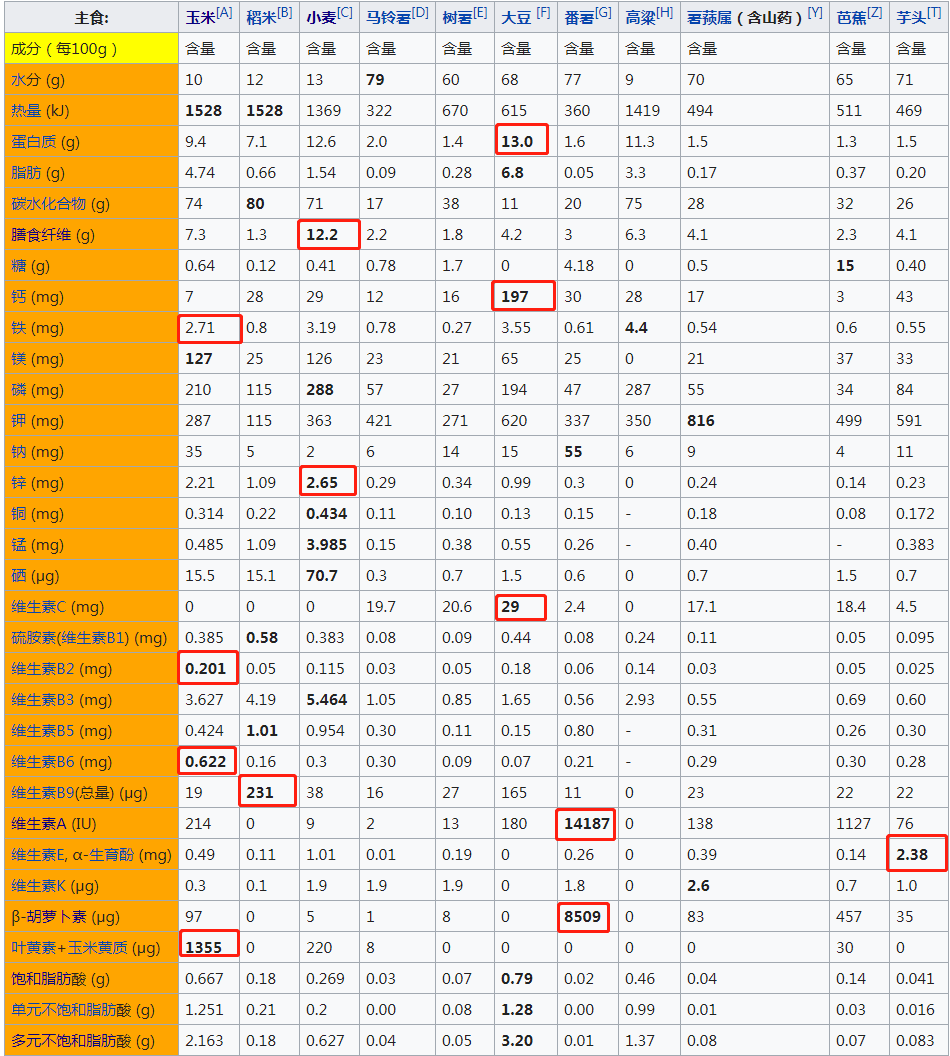 主食: 玉米[A] 稻米[B] 小麦[C] 马铃薯[D] 树薯[E] 大豆 [F] 番薯[G] 高粱[H] 薯蓣属（含山药）[Y] 芭蕉[Z] 芋头[T]
成分（每100g） 含量 含量 含量 含量 含量 含量 含量 含量 含量 含量 含量
水分 (g) 10 12 13 79 60 68 77 9 70 65 71
热量 (kJ) 1528 1528 1369 322 670 615 360 1419 494 511 469
蛋白质 (g) 9.4 7.1 12.6 2.0 1.4 13.0 1.6 11.3 1.5 1.3 1.5
脂肪 (g) 4.74 0.66 1.54 0.09 0.28 6.8 0.05 3.3 0.17 0.37 0.20
碳水化合物 (g) 74 80 71 17 38 11 20 75 28 32 26
膳食纤维 (g) 7.3 1.3 12.2 2.2 1.8 4.2 3 6.3 4.1 2.3 4.1
糖 (g) 0.64 0.12 0.41 0.78 1.7 0 4.18 0 0.5 15 0.40
钙 (mg) 7 28 29 12 16 197 30 28 17 3 43
铁 (mg) 2.71 0.8 3.19 0.78 0.27 3.55 0.61 4.4 0.54 0.6 0.55
镁 (mg) 127 25 126 23 21 65 25 0 21 37 33
磷 (mg) 210 115 288 57 27 194 47 287 55 34 84
钾 (mg) 287 115 363 421 271 620 337 350 816 499 591
钠 (mg) 35 5 2 6 14 15 55 6 9 4 11
锌 (mg) 2.21 1.09 2.65 0.29 0.34 0.99 0.3 0 0.24 0.14 0.23
铜 (mg) 0.314 0.22 0.434 0.11 0.10 0.13 0.15 - 0.18 0.08 0.172
锰 (mg) 0.485 1.09 3.985 0.15 0.38 0.55 0.26 - 0.40 - 0.383
硒 (μg) 15.5 15.1 70.7 0.3 0.7 1.5 0.6 0 0.7 1.5 0.7
维生素C (mg) 0 0 0 19.7 20.6 29 2.4 0 17.1 18.4 4.5
硫胺素(维生素B1) (mg) 0.385 0.58 0.383 0.08 0.09 0.44 0.08 0.24 0.11 0.05 0.095
维生素B2 (mg) 0.201 0.05 0.115 0.03 0.05 0.18 0.06 0.14 0.03 0.05 0.025
维生素B3 (mg) 3.627 4.19 5.464 1.05 0.85 1.65 0.56 2.93 0.55 0.69 0.60
维生素B5 (mg) 0.424 1.01 0.954 0.30 0.11 0.15 0.80 - 0.31 0.26 0.30
维生素B6 (mg) 0.622 0.16 0.3 0.30 0.09 0.07 0.21 - 0.29 0.30 0.28
维生素B9(总量) (μg) 19 231 38 16 27 165 11 0 23 22 22
维生素A (IU) 214 0 9 2 13 180 14187 0 138 1127 76
维生素E, α-生育酚 (mg) 0.49 0.11 1.01 0.01 0.19 0 0.26 0 0.39 0.14 2.38
维生素K (μg) 0.3 0.1 1.9 1.9 1.9 0 1.8 0 2.6 0.7 1.0
β-胡萝卜素 (μg) 97 0 5 1 8 0 8509 0 83 457 35
叶黄素+玉米黄质 (μg) 1355 0 220 8 0 0 0 0 0 30 0
饱和脂肪酸 (g) 0.667 0.18 0.269 0.03 0.07 0.79 0.02 0.46 0.04 0.14 0.041
单元不饱和脂肪酸 (g) 1.251 0.21 0.2 0.00 0.08 1.28 0.00 0.99 0.01 0.03 0.016
多元不饱和脂肪酸 (g) 2.163 0.18 0.627 0.04 0.05 3.20 0.01 1.37 0.08 0.07 0.083